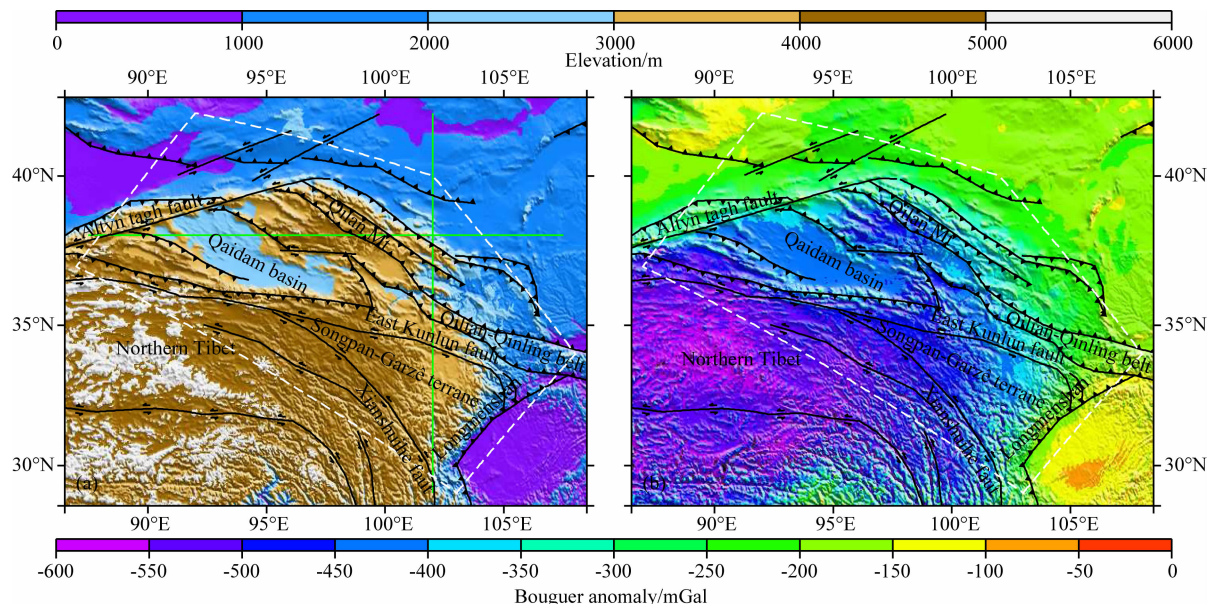 0 1000 2000 3000 4000 5000 6000
Elevation/m
90°E 95°E 100°E 105°E
90°E 95°E 100°E 105°E
40°N
35°N
30°N
Altyn tagh fault
Qilan Mt
Qaidam basin
East Kunlun fault
Qilian-
Qinling belt
Songpan-Garzê terrane
Northern Tibet
Xianshuihe faul
Longmenshan
(a)
Altyn tagh fault
Qilan Mt
Qaidam basin
East Kunlun fault
Qilian-
Qinling belt
Songpan-Garzê terrane
Northern Tibet
Xianshuihe faul
Longmenshan
(b)
40°N
35°N
30°N
90°E 95°E 100°E 105°E
90°E 95°E 100°E 105°E
-600 -550 -500 -450 -400 -350 -300 -250 -200 -150 -100 -50 0
Bouguer anomaly/mGal